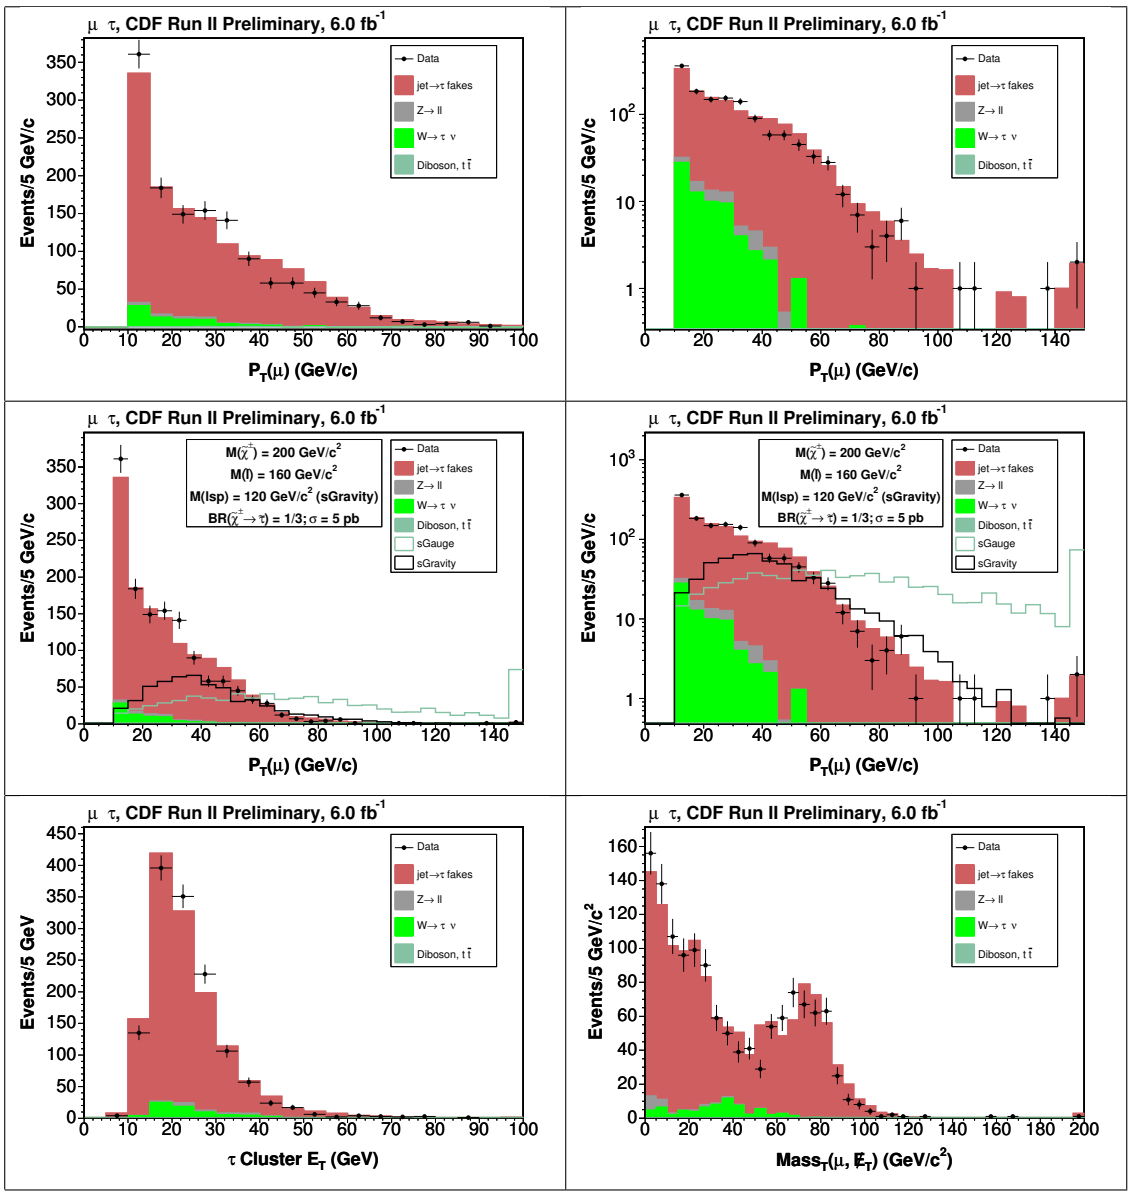 μ τ, CDF Run II Preliminary, 6.0 fb⁻¹
Events/5 GeV/c
350
300
250
200
150
100
50
0
Data
jet→τ fakes
Z→ ll
W→ τ ν
Diboson, t t̄
0 10 20 30 40 50 60 70 80 90 100
P_T(μ) (GeV/c)
μ τ, CDF Run II Preliminary, 6.0 fb⁻¹
Events/5 GeV/c
10²
10
1
Data
jet→τ fakes
Z→ ll
W→ τ ν
Diboson, t t̄
0 20 40 60 80 100 120 140
P_T(μ) (GeV/c)
μ τ, CDF Run II Preliminary, 6.0 fb⁻¹
Events/5 GeV/c
350
300
250
200
150
100
50
0
M(χ̃±) = 200 GeV/c²
M(l̃) = 160 GeV/c²
M(lsp) = 120 GeV/c² (sGravity)
BR(χ̃±→ τ) = 1/3; σ = 5 pb
Data
jet→τ fakes
Z→ ll
W→ τ ν
Diboson, t t̄
sGauge
sGravity
0 20 40 60 80 100 120 140
P_T(μ) (GeV/c)
μ τ, CDF Run II Preliminary, 6.0 fb⁻¹
Events/5 GeV/c
10³
10²
10
1
M(χ̃±) = 200 GeV/c²
M(l̃) = 160 GeV/c²
M(lsp) = 120 GeV/c² (sGravity)
BR(χ̃±→ τ) = 1/3; σ = 5 pb
Data
jet→τ fakes
Z→ ll
W→ τ ν
Diboson, t t̄
sGauge
sGravity
0 20 40 60 80 100 120 140
P_T(μ) (GeV/c)
μ τ, CDF Run II Preliminary, 6.0 fb⁻¹
Events/5 GeV
450
400
350
300
250
200
150
100
50
0
Data
jet→τ fakes
Z→ ll
W→ τ ν
Diboson, t t̄
0 10 20 30 40 50 60 70 80 90 100
τ Cluster E_T (GeV)
μ τ, CDF Run II Preliminary, 6.0 fb⁻¹
Events/5 GeV/c²
160
140
120
100
80
60
40
20
0
Data
jet→τ fakes
Z→ ll
W→ τ ν
Diboson, t t̄
0 20 40 60 80 100 120 140 160 180 200
Mass_T(μ, E̸_T) (GeV/c²)